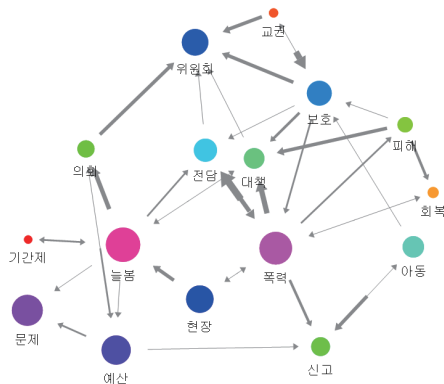 교권
위원회
보호
피해
의회
전담
대책
회복
기간제
늘봄
폭력
아동
문제
현장
예산
신고